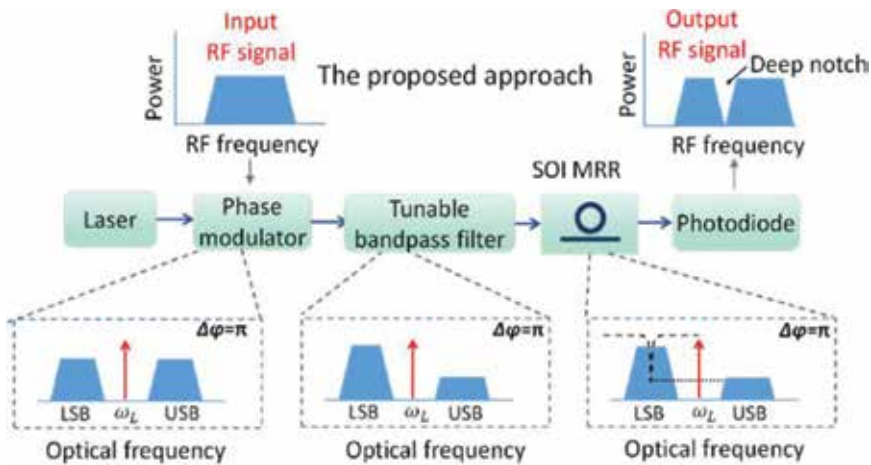 Input
RF signal
Power
RF frequency
The proposed approach
Output
RF signal
Deep notch
Power
RF frequency
SOI MRR
Laser
Phase
modulator
Tunable
bandpass filter
Photodiode
Δφ=π
LSB ω_L USB
Optical frequency
Δφ=π
LSB ω_L USB
Optical frequency
Δφ=π
LSB ω_L USB
Optical frequency